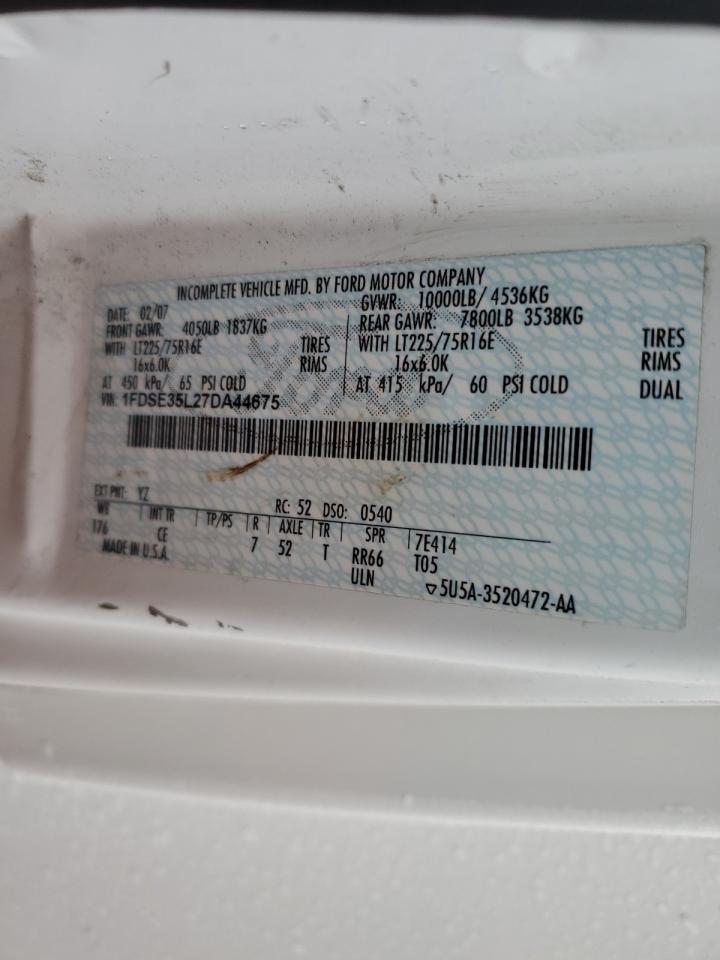 INCOMPLETE VEHICLE MFD. BY FORD MOTOR COMPANY
DATE: 02/07 GVWR: 10000LB/ 4536KG
FRONT GAWR: 4050LB 1837KG REAR GAWR: 7800LB 3538KG
WITH LT225/75R16E TIRES WITH LT225/75R16E TIRES
16x6.0K RIMS 16x6.0K RIMS
AT 450 kPa/ 65 PSI COLD AT 415 kPa/ 60 PSI COLD DUAL
VIN: 1FDSE35L27DA44675
EXT PNT: YZ RC: 52 DSO: 0540
WB INT TR TP/PS R AXLE TR SPR 7E414
176 CE 7 52 T RR66 T05
MADE IN U.S.A. ULN ▽5U5A-3520472-AA